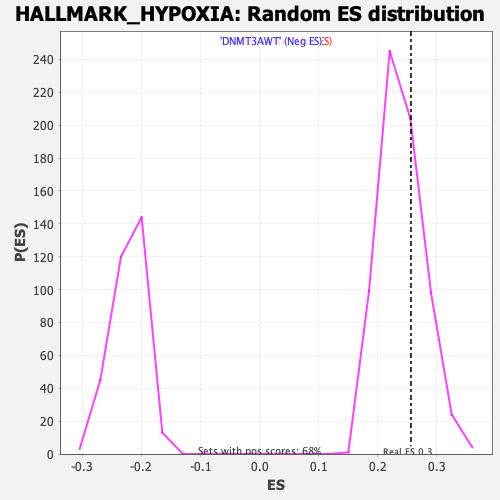 HALLMARK_HYPOXIA: Random ES distribution
'DNMT3AWT' (Neg ES)
ES)
240
220
200
180
160
140
120
100
80
60
40
20
0
P(ES)
Sets with pos scores: 68%
Real ES 0.3
-0.3 -0.2 -0.1 0.0 0.1 0.2 0.3
ES